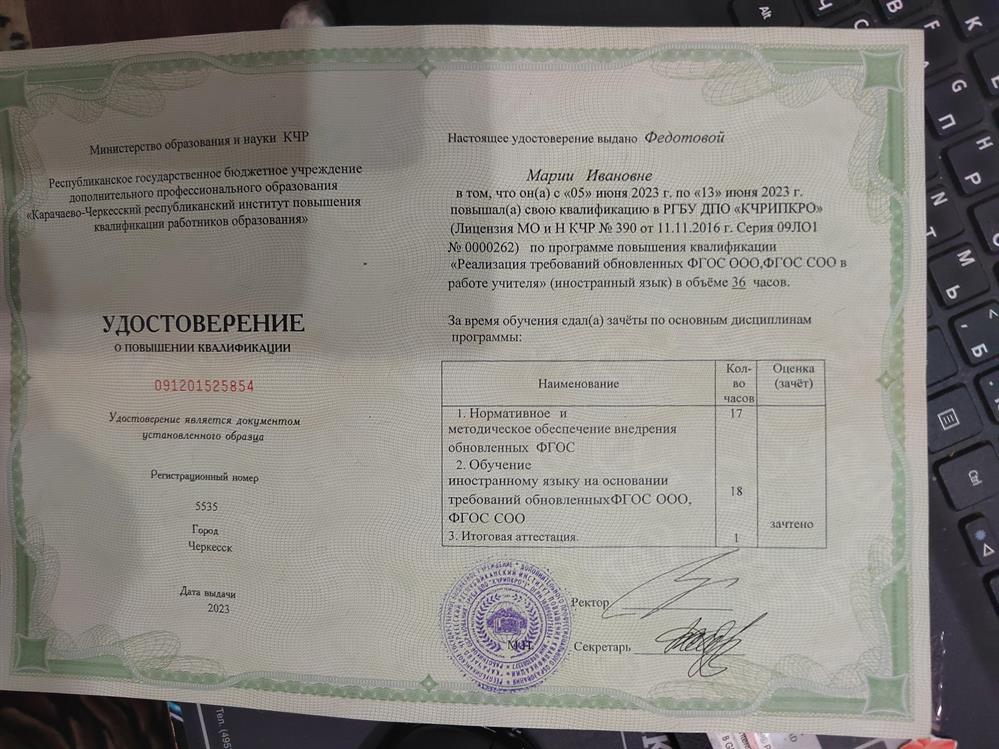 Министерство образования и науки КЧР
Республиканское государственное бюджетное учреждение
дополнительного профессионального образования
«Карачаево-Черкесский республиканский институт повышения
квалификации работников образования»
УДОСТОВЕРЕНИЕ
О ПОВЫШЕНИИ КВАЛИФИКАЦИИ
091201525854
Удостоверение является документом
установленного образца
Регистрационный номер
5535
Город
Черкесск
Дата выдачи
2023
Настоящее удостоверение выдано Федотовой
Марии Ивановне
в том, что он(а) с «05» июня 2023 г. по «13» июня 2023 г.
повышал(а) свою квалификацию в РГБУ ДПО «КЧРИПКРО»
(Лицензия МО и Н КЧР № 390 от 11.11.2016 г. Серия 09ЛО1
№ 0000262) по программе повышения квалификации
«Реализация требований обновленных ФГОС ООО,ФГОС СОО в
работе учителя» (иностранный язык) в объёме 36 часов.
За время обучения сдал(а) зачёты по основным дисциплинам
программы:
Наименование
Кол-
во
часов
Оценка
(зачёт)
1. Нормативное и
методическое обеспечение внедрения
обновленных ФГОС
17
2. Обучение
иностранному языку на основании
требований обновленныхФГОС ООО,
ФГОС СОО
18
3. Итоговая аттестация.
1
зачтено
Ректор
М.П.
Секретарь
Alt
Ctrl
Тел. (495